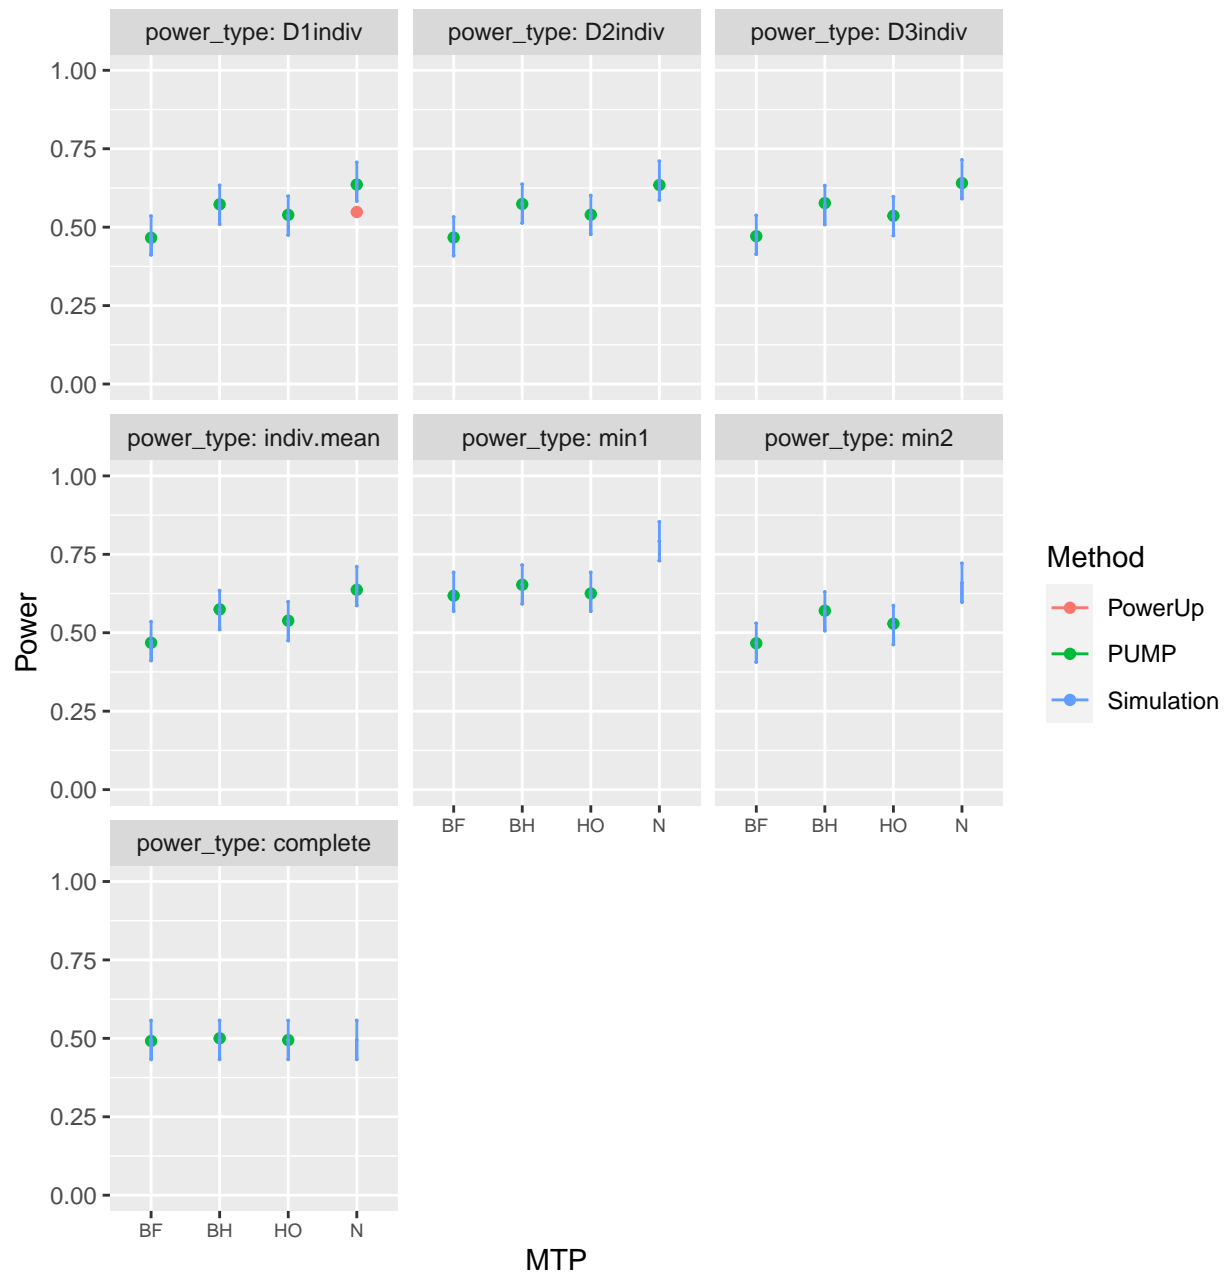 power_type: D1indiv power_type: D2indiv power_type: D3indiv
1.00
0.75
0.50
0.25
0.00
power_type: indiv.mean power_type: min1 power_type: min2
1.00
0.75
0.50
0.25
0.00
BF BH HO N BF BH HO N
power_type: complete
1.00
0.75
0.50
0.25
0.00
BF BH HO N
MTP
Power
Method
PowerUp
PUMP
Simulation